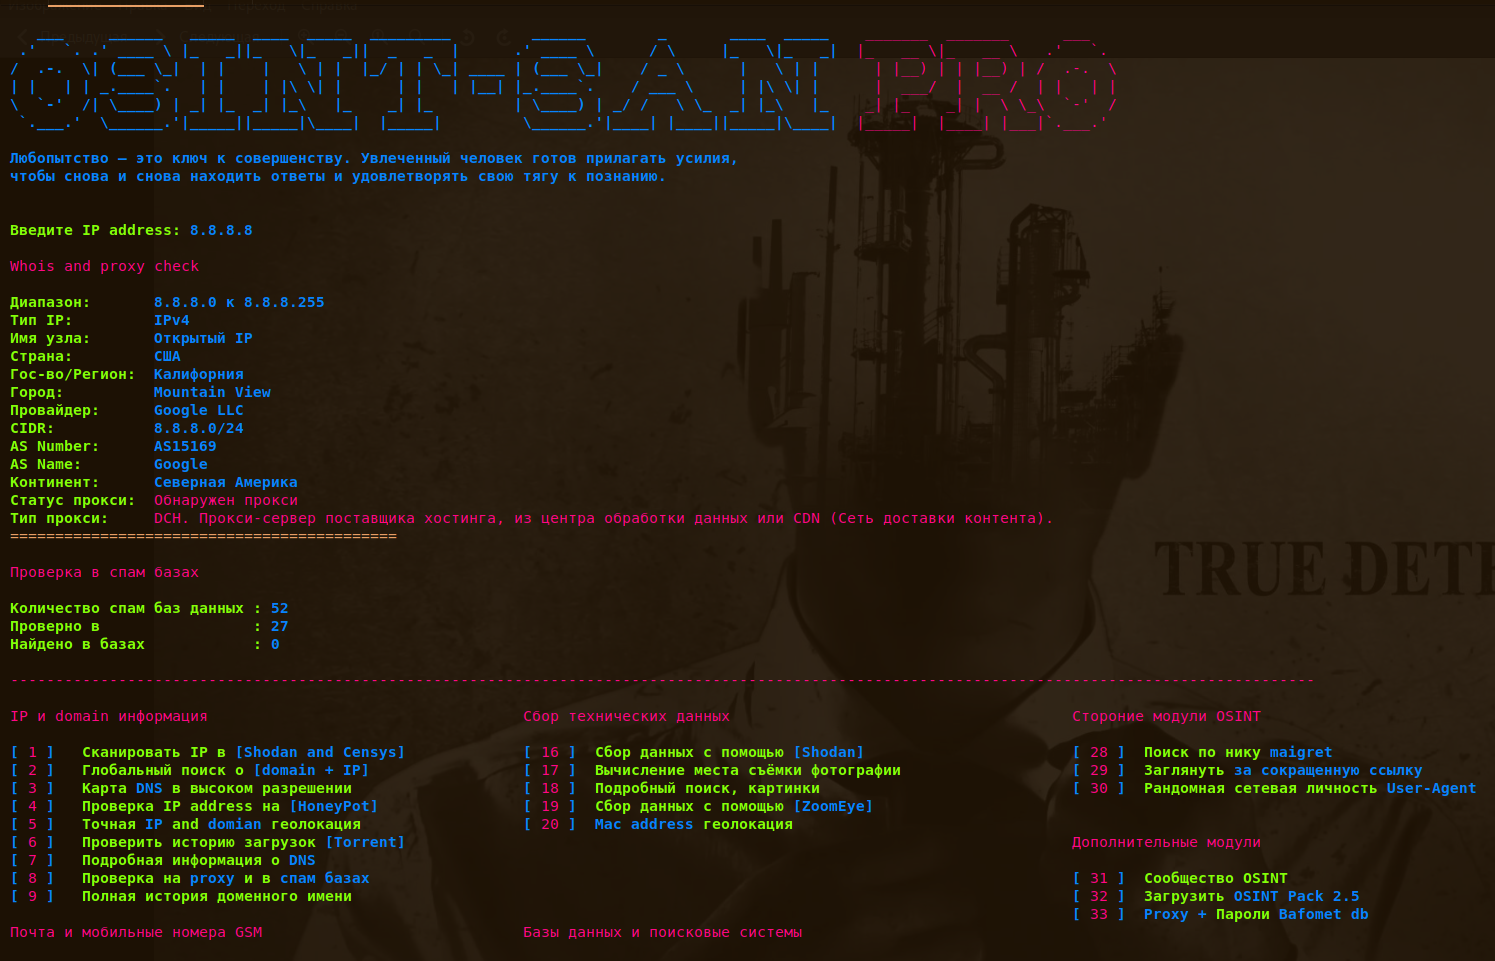 OSINT-SAN PRO
Любопытство — это ключ к совершенству. Увлеченный человек готов прилагать усилия,
чтобы снова и снова находить ответы и удовлетворять свою тягу к познанию.
Введите IP address: 8.8.8.8
Whois and proxy check
Диапазон: 8.8.8.0 к 8.8.8.255
Тип IP: IPv4
Имя узла: Открытый IP
Страна: США
Гос-во/Регион: Калифорния
Город: Mountain View
Провайдер: Google LLC
CIDR: 8.8.8.0/24
AS Number: AS15169
AS Name: Google
Континент: Северная Америка
Статус прокси: Обнаружен прокси
Тип прокси: DCH. Прокси-сервер поставщика хостинга, из центра обработки данных или CDN (Сеть доставки контента).
===========================================
Проверка в спам базах
Количество спам баз данных : 52
Проверно в : 27
Найдено в базах : 0
TRUE DETE
IP и domain информация
[ 1 ] Сканировать IP в [Shodan and Censys]
[ 2 ] Глобальный поиск о [domain + IP]
[ 3 ] Карта DNS в высоком разрешении
[ 4 ] Проверка IP address на [HoneyPot]
[ 5 ] Точная IP and domian геолокация
[ 6 ] Проверить историю загрузок [Torrent]
[ 7 ] Подробная информация о DNS
[ 8 ] Проверка на proxy и в спам базах
[ 9 ] Полная история доменного имени
Почта и мобильные номера GSM
Сбор технических данных
[ 16 ] Сбор данных с помощью [Shodan]
[ 17 ] Вычисление места съёмки фотографии
[ 18 ] Подробный поиск, картинки
[ 19 ] Сбор данных с помощью [ZoomEye]
[ 20 ] Mac address геолокация
Базы данных и поисковые системы
Стороние модули OSINT
[ 28 ] Поиск по нику maigret
[ 29 ] Заглянуть за сокращенную ссылку
[ 30 ] Рандомная сетевая личность User-Agent
Дополнительные модули
[ 31 ] Сообщество OSINT
[ 32 ] Загрузить OSINT Pack 2.5
[ 33 ] Proxy + Пароли Bafomet db